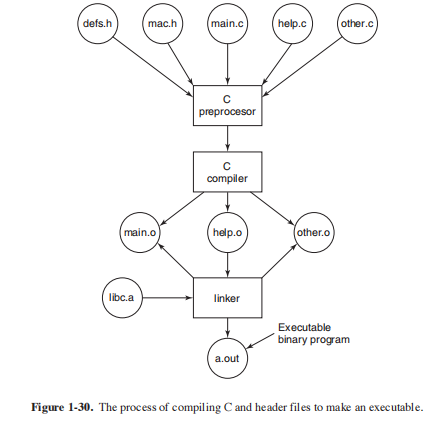 defs.h
mac.h
main.c
help.c
other.c
C
preprocesor
C
compiler
main.o
help.o
other.o
libc.a
linker
Executable
binary program
a.out
Figure 1-30. The process of compiling C and header files to make an executable.